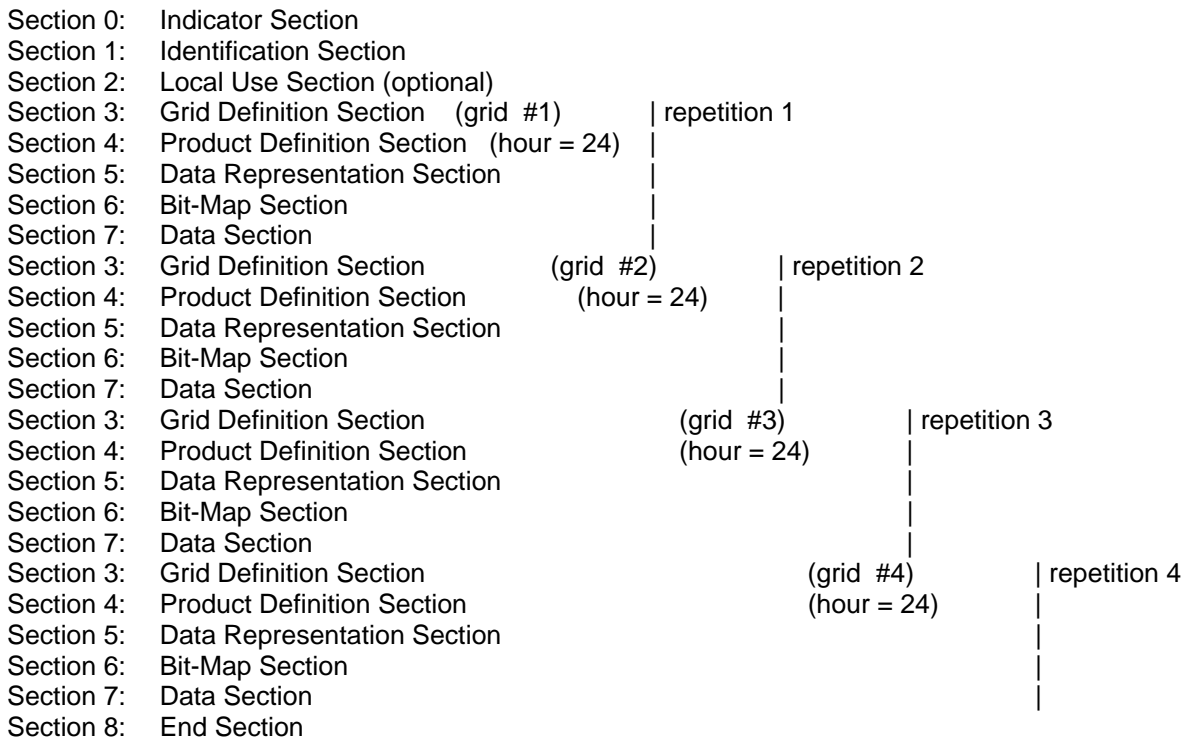 Section 0: Indicator Section
Section 1: Identification Section
Section 2: Local Use Section (optional)
Section 3: Grid Definition Section (grid #1) | repetition 1
Section 4: Product Definition Section (hour = 24) |
Section 5: Data Representation Section |
Section 6: Bit-Map Section |
Section 7: Data Section |
Section 3: Grid Definition Section (grid #2) | repetition 2
Section 4: Product Definition Section (hour = 24) |
Section 5: Data Representation Section |
Section 6: Bit-Map Section |
Section 7: Data Section |
Section 3: Grid Definition Section (grid #3) | repetition 3
Section 4: Product Definition Section (hour = 24) |
Section 5: Data Representation Section |
Section 6: Bit-Map Section |
Section 7: Data Section |
Section 3: Grid Definition Section (grid #4) | repetition 4
Section 4: Product Definition Section (hour = 24) |
Section 5: Data Representation Section |
Section 6: Bit-Map Section |
Section 7: Data Section |
Section 8: End Section